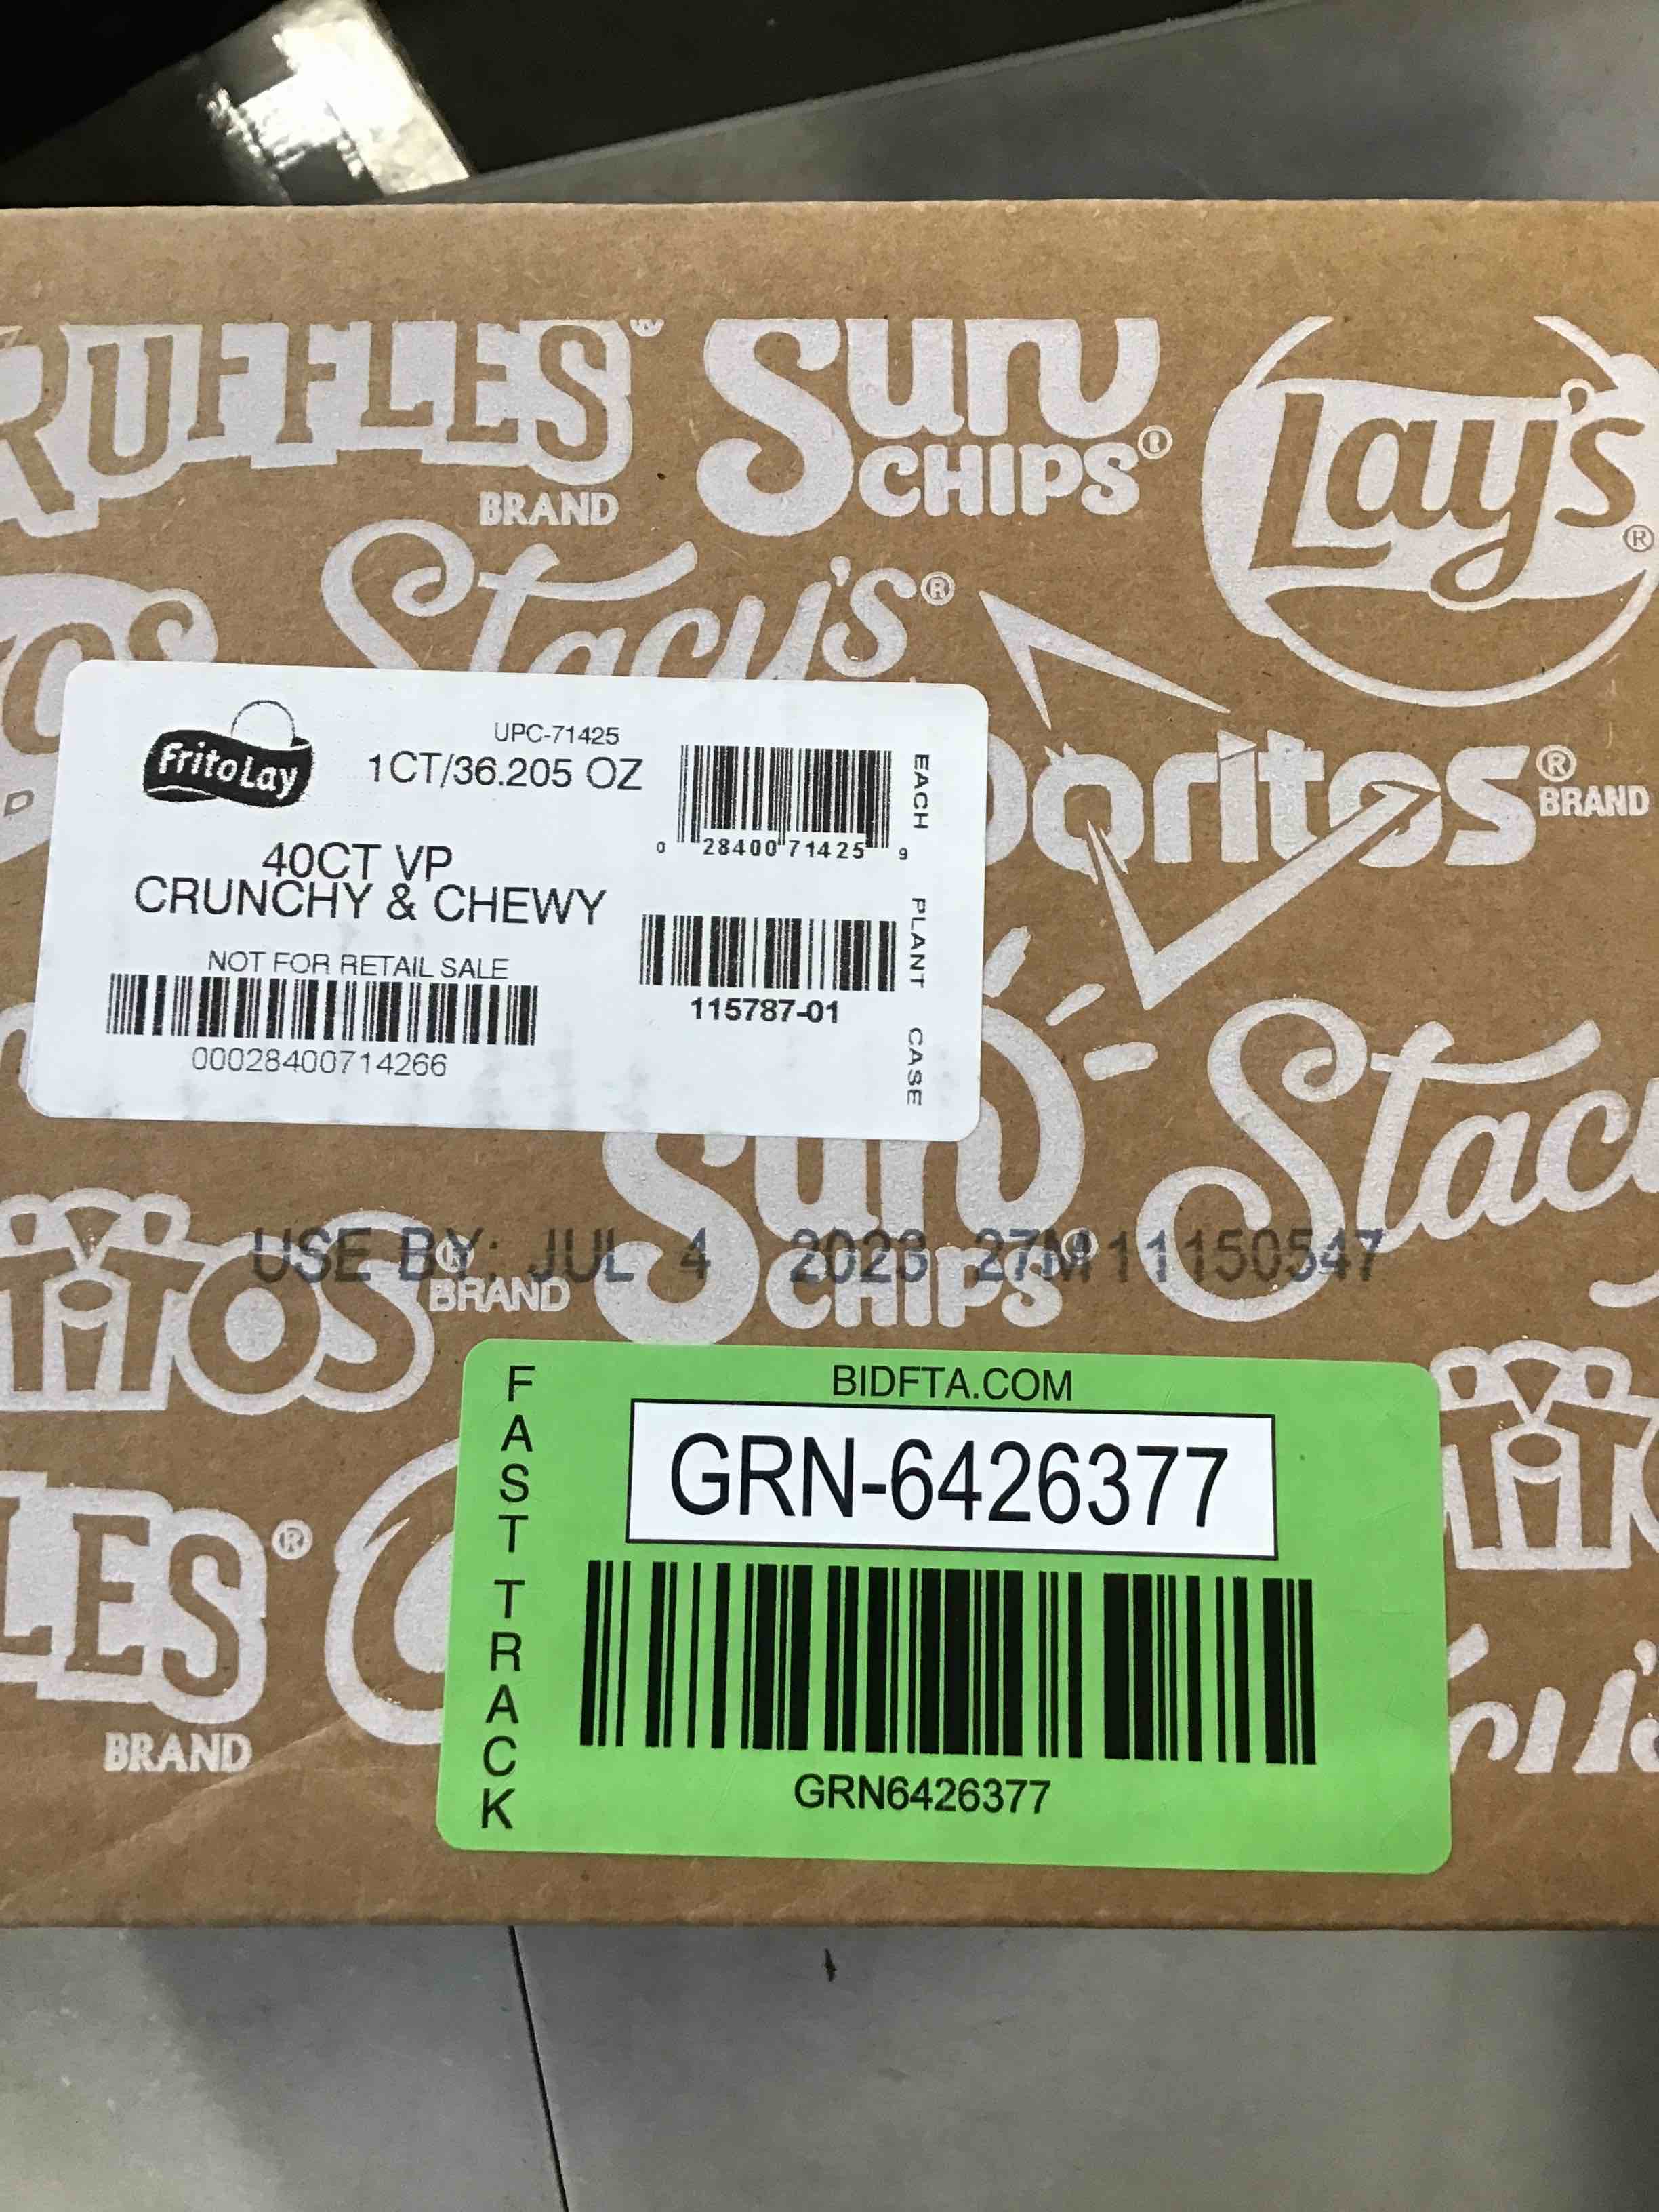 RUFFLES
BRAND
Sun
CHIPS®
Lay's®
Stacy's®
Doritos®
BRAND
FritoLay
UPC-71425
1CT/36.205 OZ
0 28400 71425 9
EACH
40CT VP
CRUNCHY & CHEWY
NOT FOR RETAIL SALE
00028400714266
115787-01
PLANT CASE
Sun
CHIPS®
USE BY: JUL 4 2023 27M11150547
®
BRAND
BIDFTA.COM
FAST TRACK
GRN-6426377
GRN6426377
®
BRAND